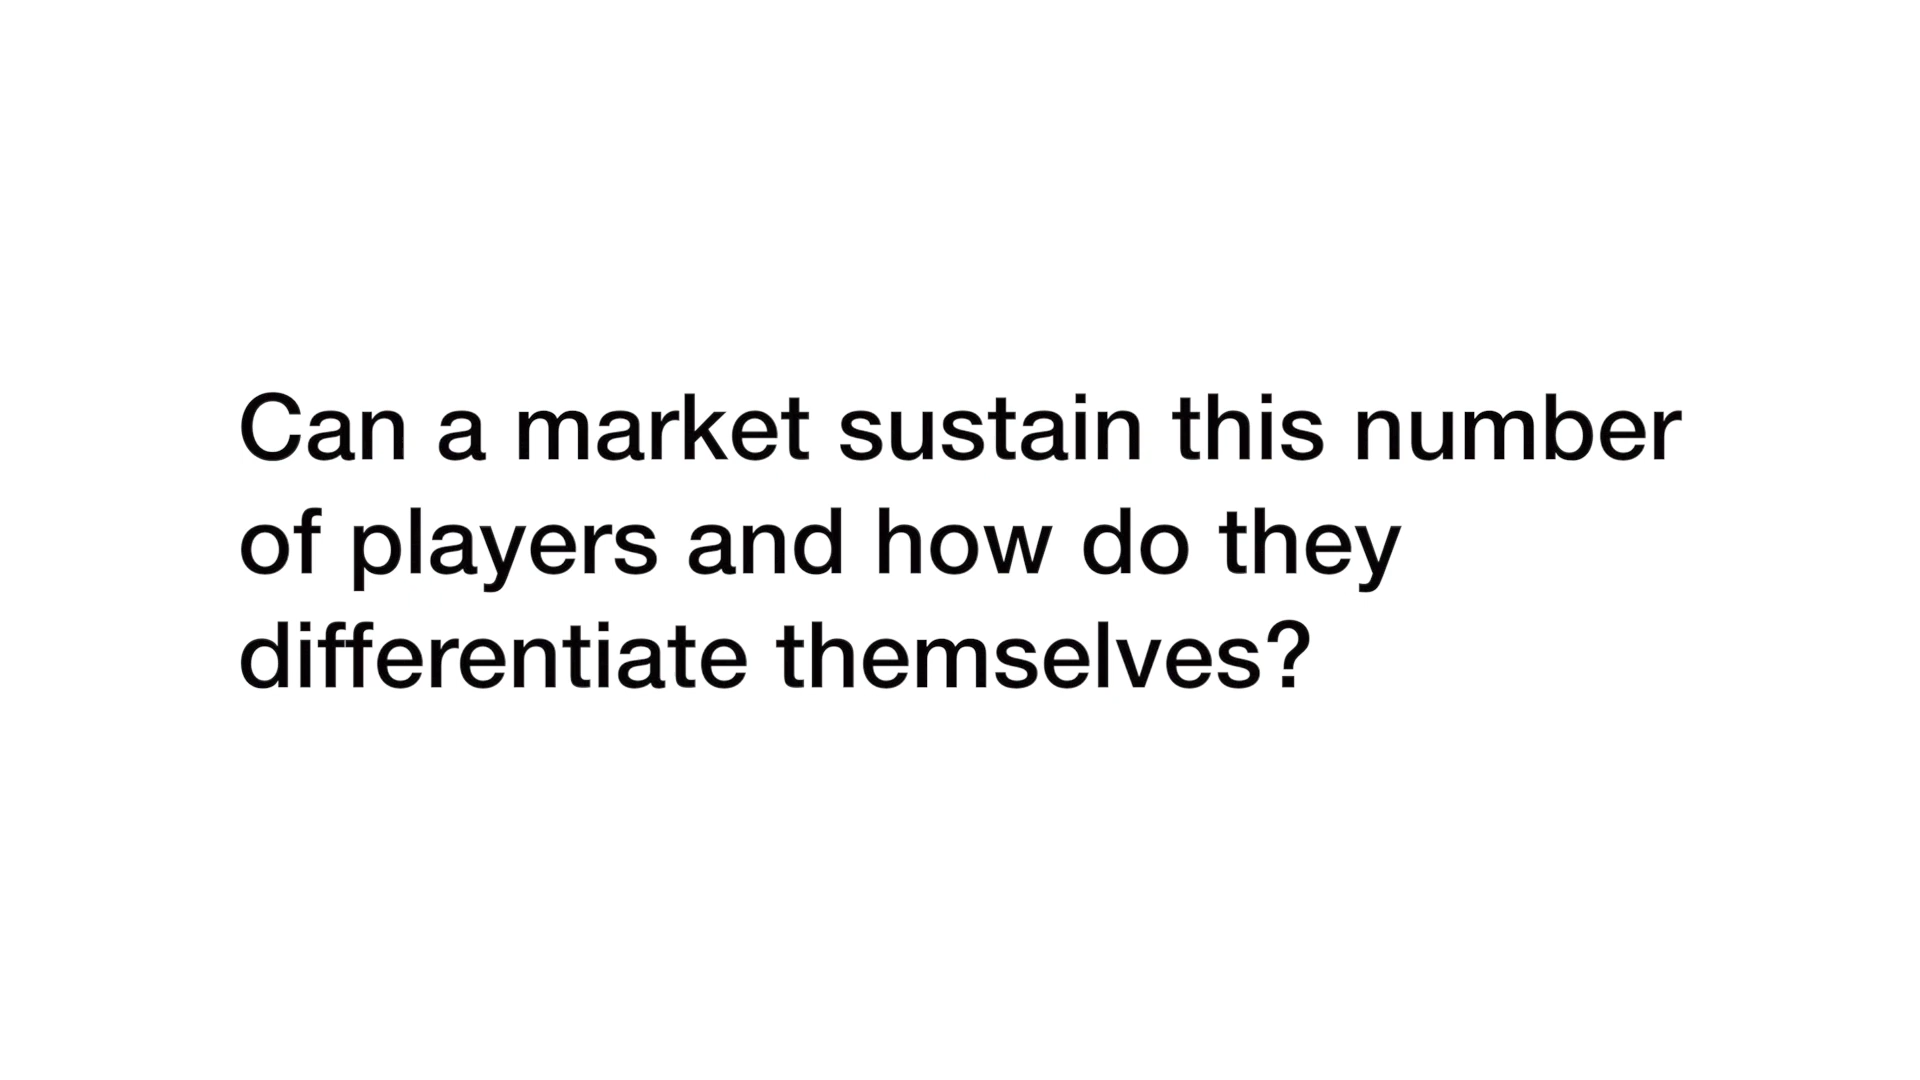 Can a market sustain this number
of players and how do they
differentiate themselves?